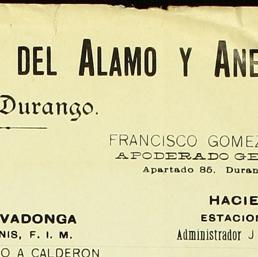 DEL ALAMO Y ANE
Durango.
FRANCISCO GOMEZ
APODERADO GE
Apartado 85. Duran
HACIE
VADONGA
ESTACION
NIS, F. I. M.
Administrador J
O A CALDERON